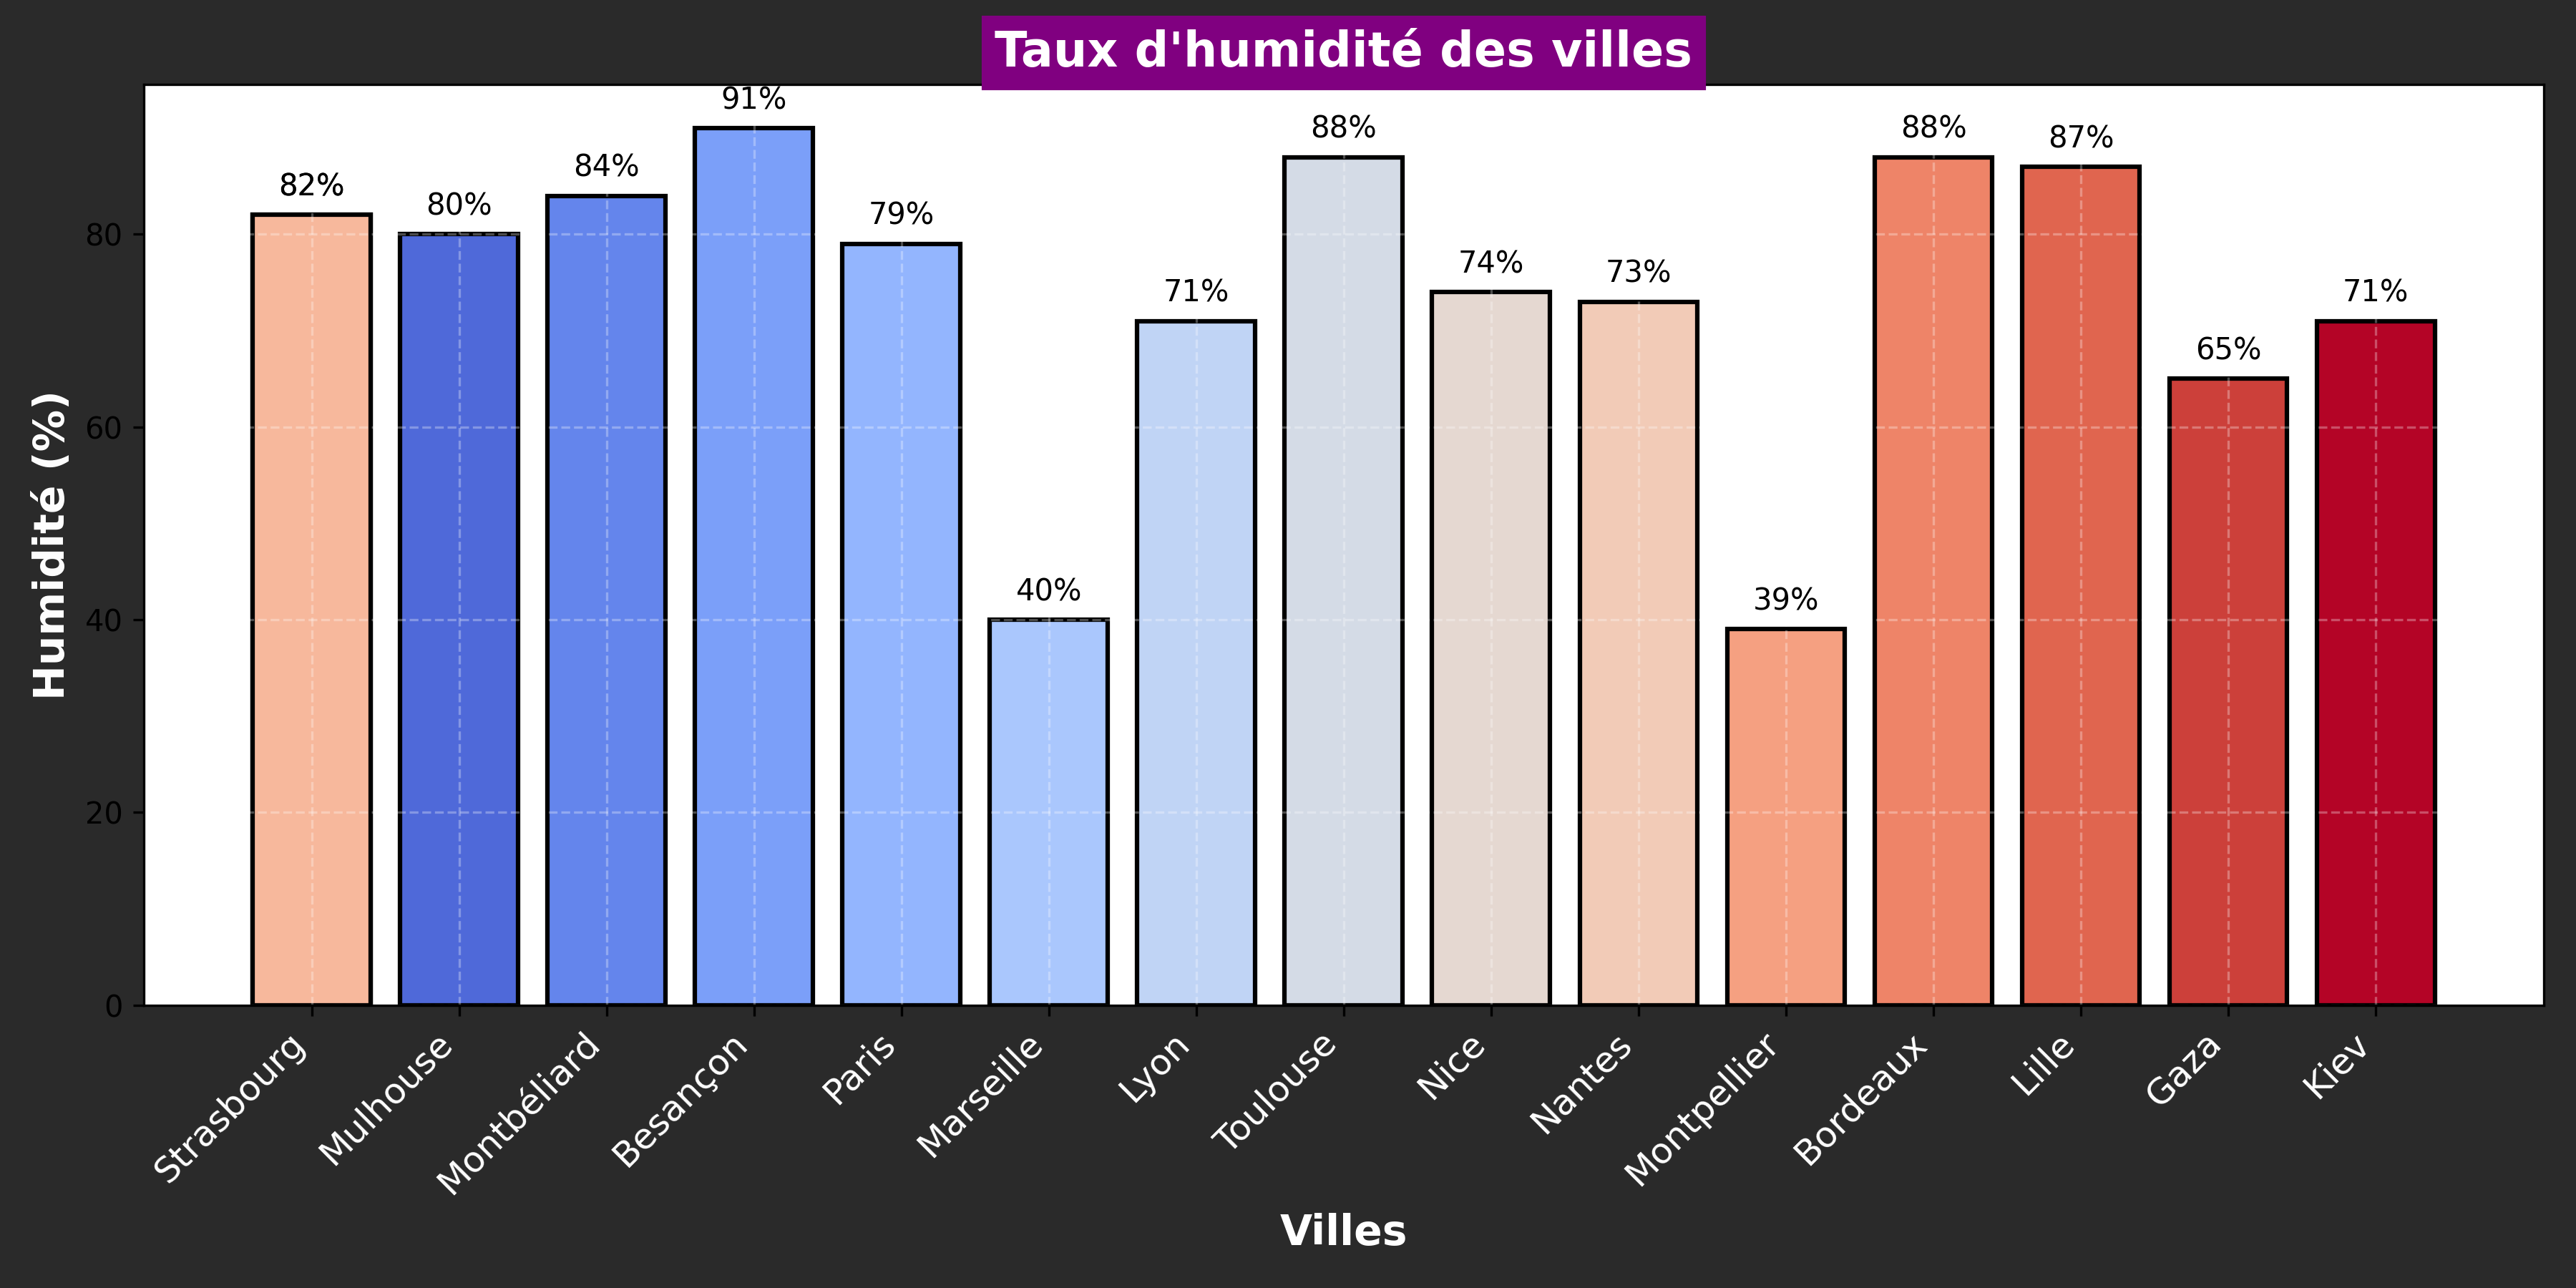 Taux d'humidité des villes
91%
88%
88%
87%
84%
82%
80%
79%
74%
73%
71%
71%
65%
40%
39%
Humidité (%)
80
60
40
20
0
Strasbourg
Mulhouse
Montbéliard
Besançon
Paris
Marseille
Lyon
Toulouse
Nice
Nantes
Montpellier
Bordeaux
Lille
Gaza
Kiev
Villes